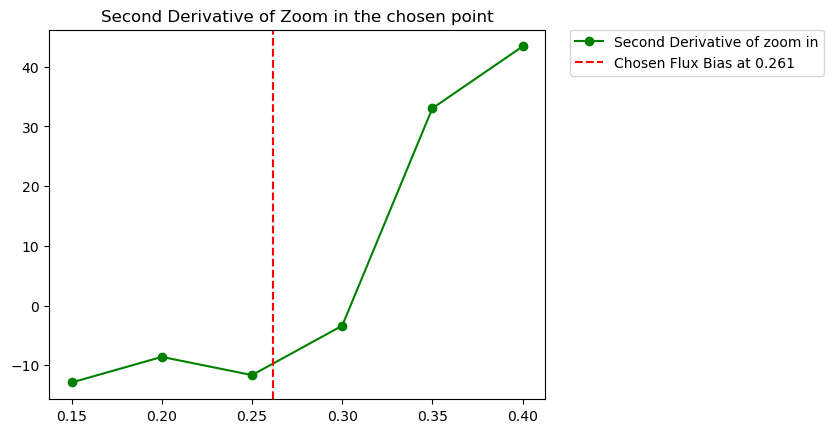 Second Derivative of Zoom in the chosen point
Second Derivative of zoom in
Chosen Flux Bias at 0.261
40
30
20
10
0
−10
0.15 0.20 0.25 0.30 0.35 0.40